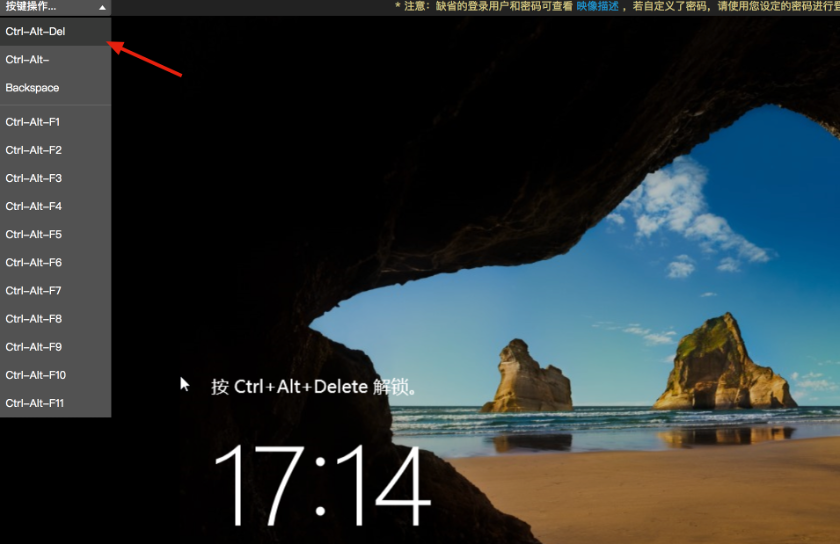 按键操作...
* 注意：缺省的登录用户和密码可查看 映像描述 ，若自定义了密码，请使用您设定的密码进行登
Ctrl-Alt-Del
Ctrl-Alt-
Backspace
Ctrl-Alt-F1
Ctrl-Alt-F2
Ctrl-Alt-F3
Ctrl-Alt-F4
Ctrl-Alt-F5
Ctrl-Alt-F6
Ctrl-Alt-F7
Ctrl-Alt-F8
Ctrl-Alt-F9
Ctrl-Alt-F10
Ctrl-Alt-F11
按 Ctrl+Alt+Delete 解锁。
17:14